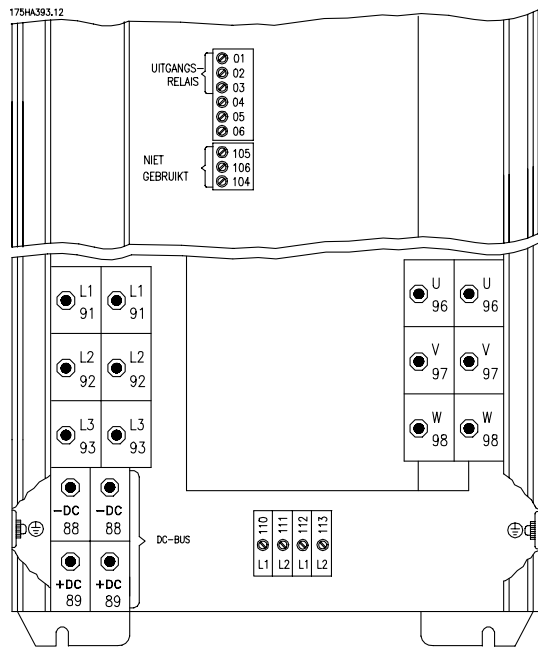 175HA393.12
UITGANGS-
RELAIS
01
02
03
04
05
06
NIET
GEBRUIKT
105
106
104
L1 L1
91 91
L2 L2
92 92
L3 L3
93 93
-DC -DC
88 88
+DC +DC
89 89
DC-BUS
110 111 112 113
L1 L2 L1 L2
U U
96 96
V V
97 97
W W
98 98